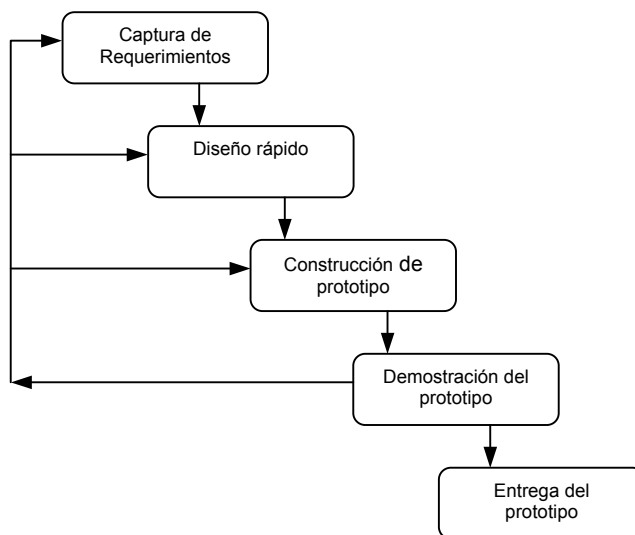 Captura de
Requerimientos
Diseño rápido
Construcción de
prototipo
Demostración del
prototipo
Entrega del
prototipo